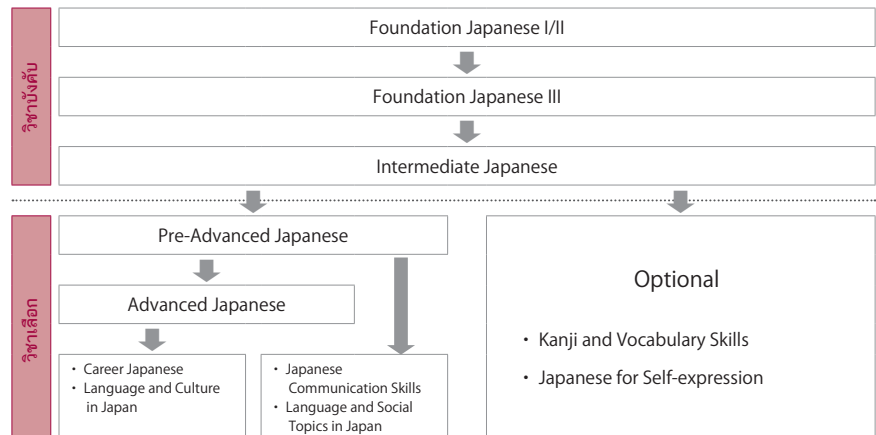 วิชาบังคับ
Foundation Japanese I/II
Foundation Japanese III
Intermediate Japanese
วิชาเลือก
Pre-Advanced Japanese
Advanced Japanese
・Career Japanese
・Language and Culture
in Japan
・Japanese
Communication Skills
・Language and Social
Topics in Japan
Optional
・Kanji and Vocabulary Skills
・Japanese for Self-expression